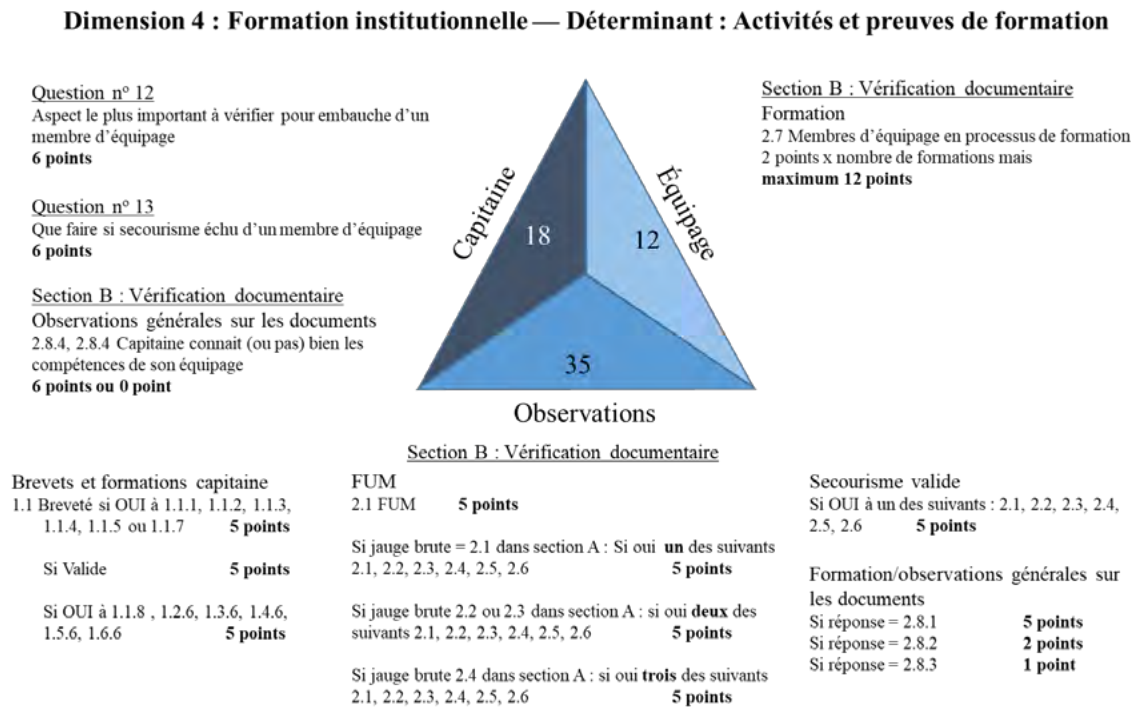 Dimension 4 : Formation institutionnelle — Déterminant : Activités et preuves de formation
Question nº 12
Aspect le plus important à vérifier pour embauche d’un
membre d’équipage
6 points
Question nº 13
Que faire si secourisme échu d’un membre d’équipage
6 points
Section B : Vérification documentaire
Observations générales sur les documents
2.8.4, 2.8.4 Capitaine connait (ou pas) bien les
compétences de son équipage
6 points ou 0 point
Capitaine
18
Équipage
12
35
Observations
Section B : Vérification documentaire
Formation
2.7 Membres d’équipage en processus de formation
2 points x nombre de formations mais
maximum 12 points
Section B : Vérification documentaire
Brevets et formations capitaine
1.1 Breveté si OUI à 1.1.1, 1.1.2, 1.1.3,
1.1.4, 1.1.5 ou 1.1.7 5 points
Si Valide 5 points
Si OUI à 1.1.8 , 1.2.6, 1.3.6, 1.4.6,
1.5.6, 1.6.6 5 points
FUM
2.1 FUM 5 points
Si jauge brute = 2.1 dans section A : Si oui un des suivants
2.1, 2.2, 2.3, 2.4, 2.5, 2.6 5 points
Si jauge brute 2.2 ou 2.3 dans section A : si oui deux des
suivants 2.1, 2.2, 2.3, 2.4, 2.5, 2.6 5 points
Si jauge brute 2.4 dans section A : si oui trois des suivants
2.1, 2.2, 2.3, 2.4, 2.5, 2.6 5 points
Secourisme valide
Si OUI à un des suivants : 2.1, 2.2, 2.3, 2.4,
2.5, 2.6 5 points
Formation/observations générales sur
les documents
Si réponse = 2.8.1 5 points
Si réponse = 2.8.2 2 points
Si réponse = 2.8.3 1 point